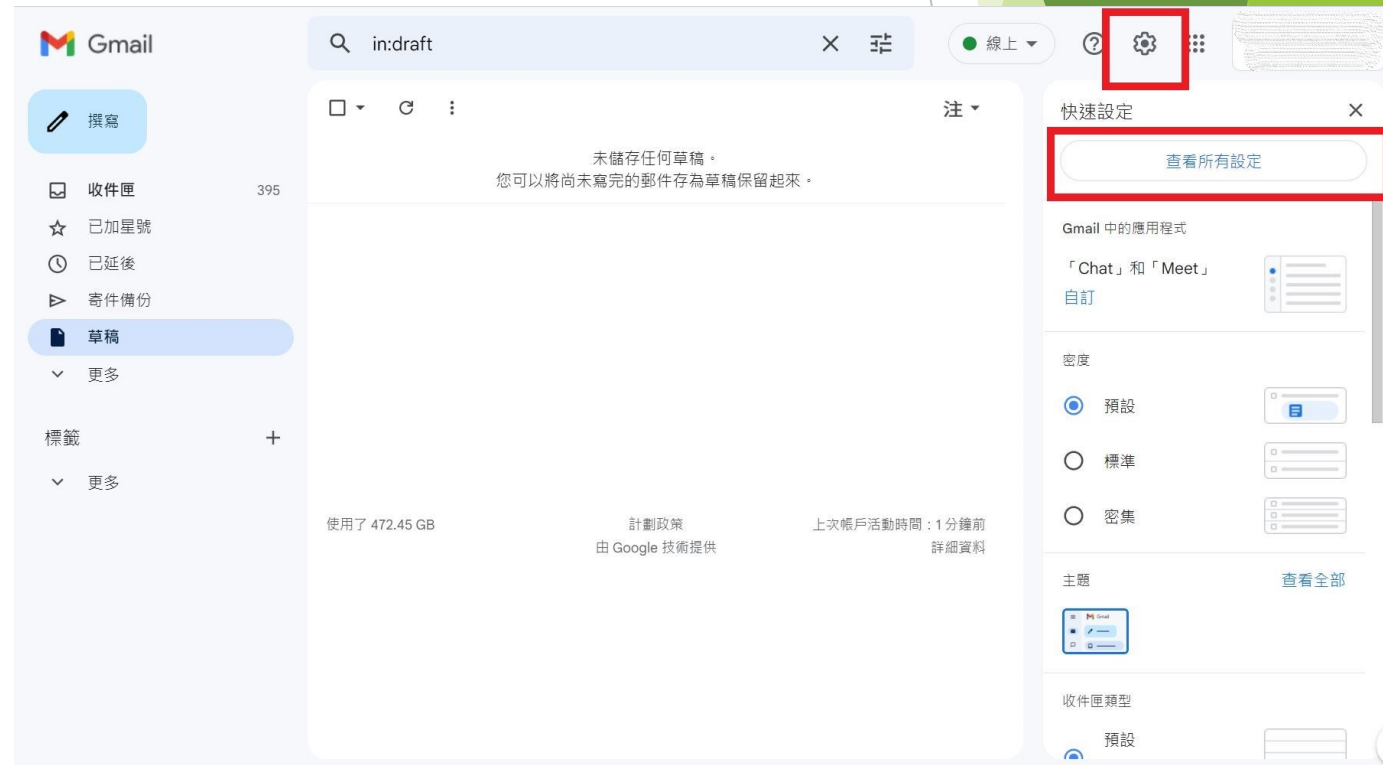 Gmail
in:draft
線上
撰寫
收件匣 395
已加星號
已延後
寄件備份
草稿
更多
標籤
更多
注
未儲存任何草稿。
您可以將尚未寫完的郵件存為草稿保留起來。
使用了 472.45 GB
計劃政策
由 Google 技術提供
上次帳戶活動時間：1 分鐘前
詳細資料
快速設定
查看所有設定
Gmail 中的應用程式
「Chat」和「Meet」
自訂
密度
預設
標準
密集
主題 查看全部
Gmail
收件匣類型
預設